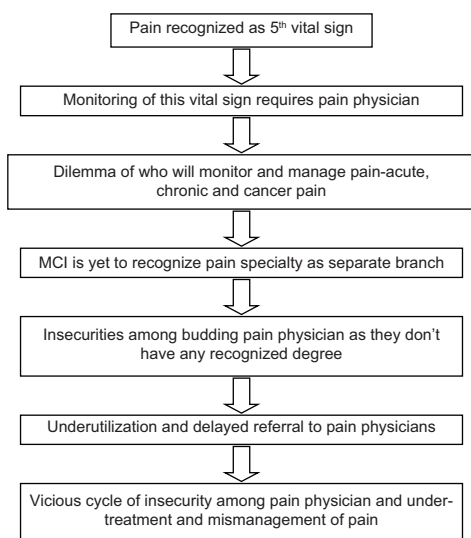 Pain recognized as 5th vital sign
Monitoring of this vital sign requires pain physician
Dilemma of who will monitor and manage pain-acute,
chronic and cancer pain
MCI is yet to recognize pain specialty as separate branch
Insecurities among budding pain physician as they don’t
have any recognized degree
Underutilization and delayed referral to pain physicians
Vicious cycle of insecurity among pain physician and under-
treatment and mismanagement of pain